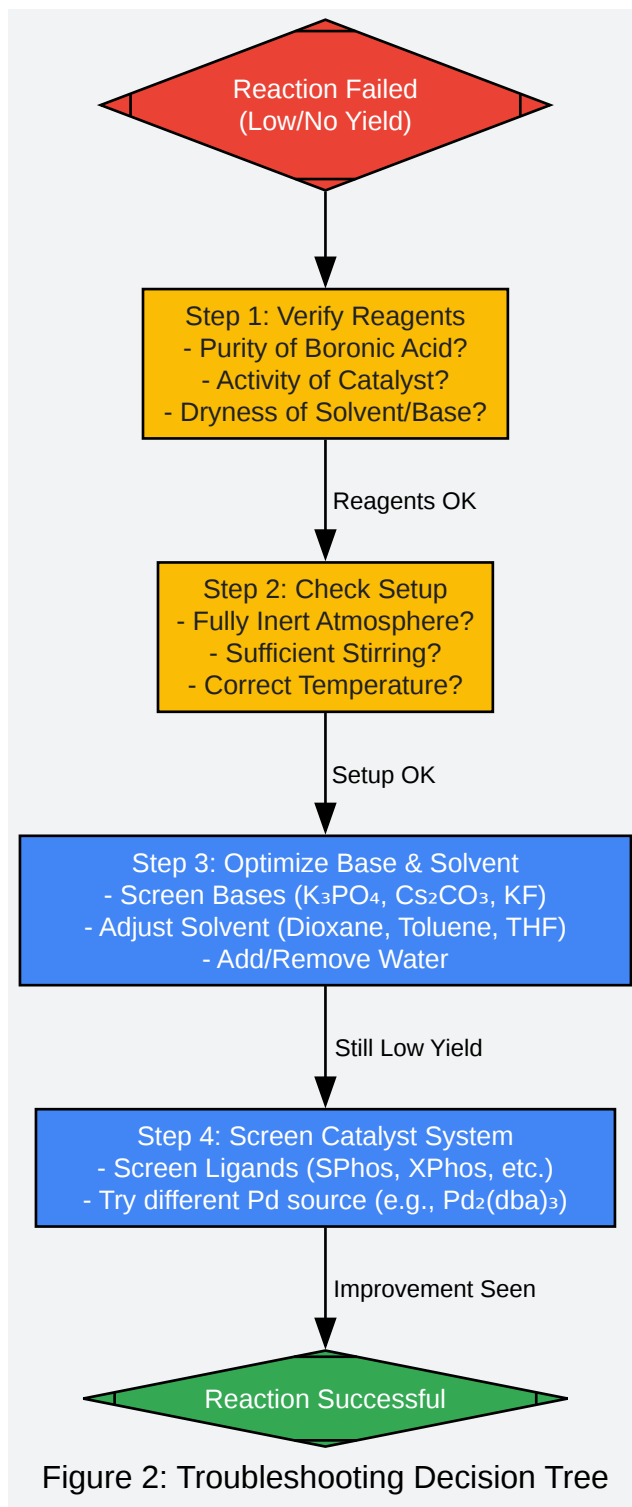 Reaction Failed
(Low/No Yield)
Step 1: Verify Reagents
- Purity of Boronic Acid?
- Activity of Catalyst?
- Dryness of Solvent/Base?
Reagents OK
Step 2: Check Setup
- Fully Inert Atmosphere?
- Sufficient Stirring?
- Correct Temperature?
Setup OK
Step 3: Optimize Base & Solvent
- Screen Bases (K₃PO₄, Cs₂CO₃, KF)
- Adjust Solvent (Dioxane, Toluene, THF)
- Add/Remove Water
Still Low Yield
Step 4: Screen Catalyst System
- Screen Ligands (SPhos, XPhos, etc.)
- Try different Pd source (e.g., Pd₂(dba)₃)
Improvement Seen
Reaction Successful
Figure 2: Troubleshooting Decision Tree